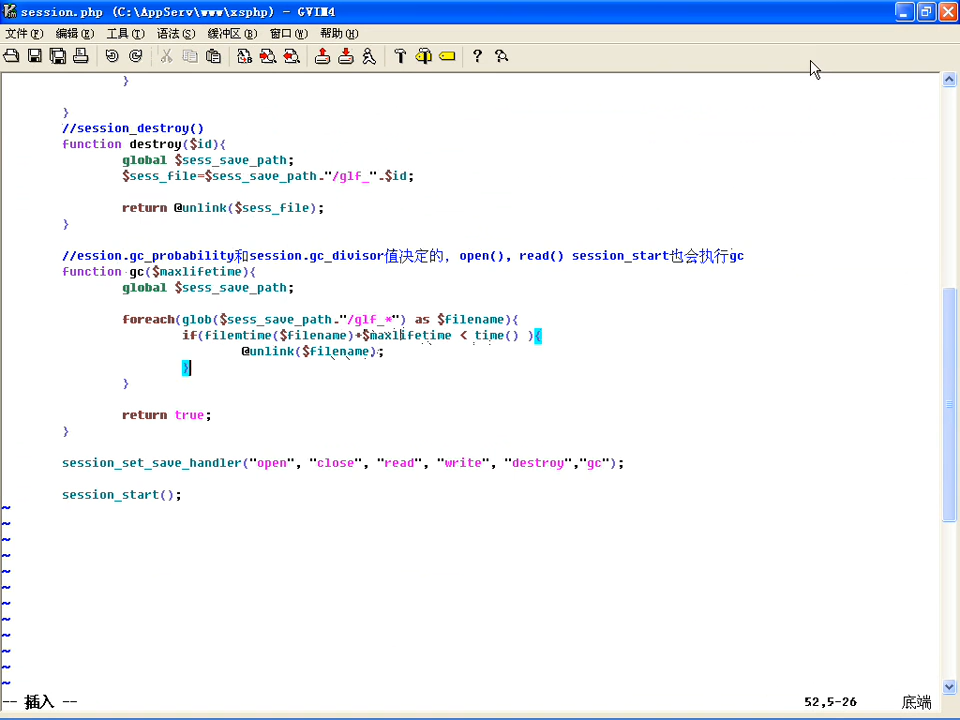 session.php (C:\AppServ\www\xsphp) - GVIM4
文件(F) 编辑(E) 工具(T) 语法(S) 缓冲区(B) 窗口(W) 帮助(H)
}
}
//session_destroy()
function destroy($id){
global $sess_save_path;
$sess_file=$sess_save_path."/glf_".$id;
return @unlink($sess_file);
}
//ession.gc_probability和session.gc_divisor值决定的, open(), read() session_start也会执行gc
function gc($maxlifetime){
global $sess_save_path;
foreach(glob($sess_save_path."/glf_*") as $filename){
if(filemtime($filename)+$maxlifetime < time() ){
@unlink($filename);
}
}
return true;
}
session_set_save_handler("open", "close", "read", "write", "destroy","gc");
session_start();
~
~
~
~
~
~
~
~
~
~
~
~
-- 插入 -- 52,5-26 底端